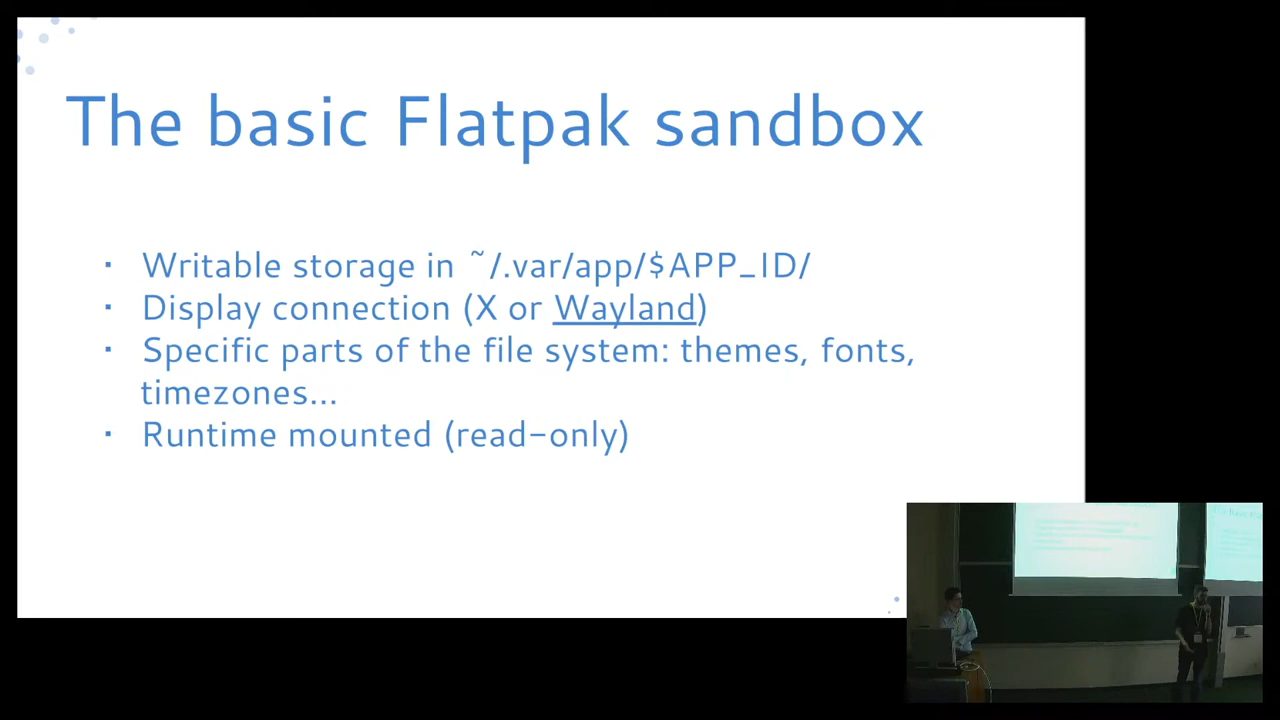 The basic Flatpak sandbox
· Writable storage in ~/.var/app/$APP_ID/
· Display connection (X or Wayland)
· Specific parts of the file system: themes, fonts,
timezones...
· Runtime mounted (read-only)